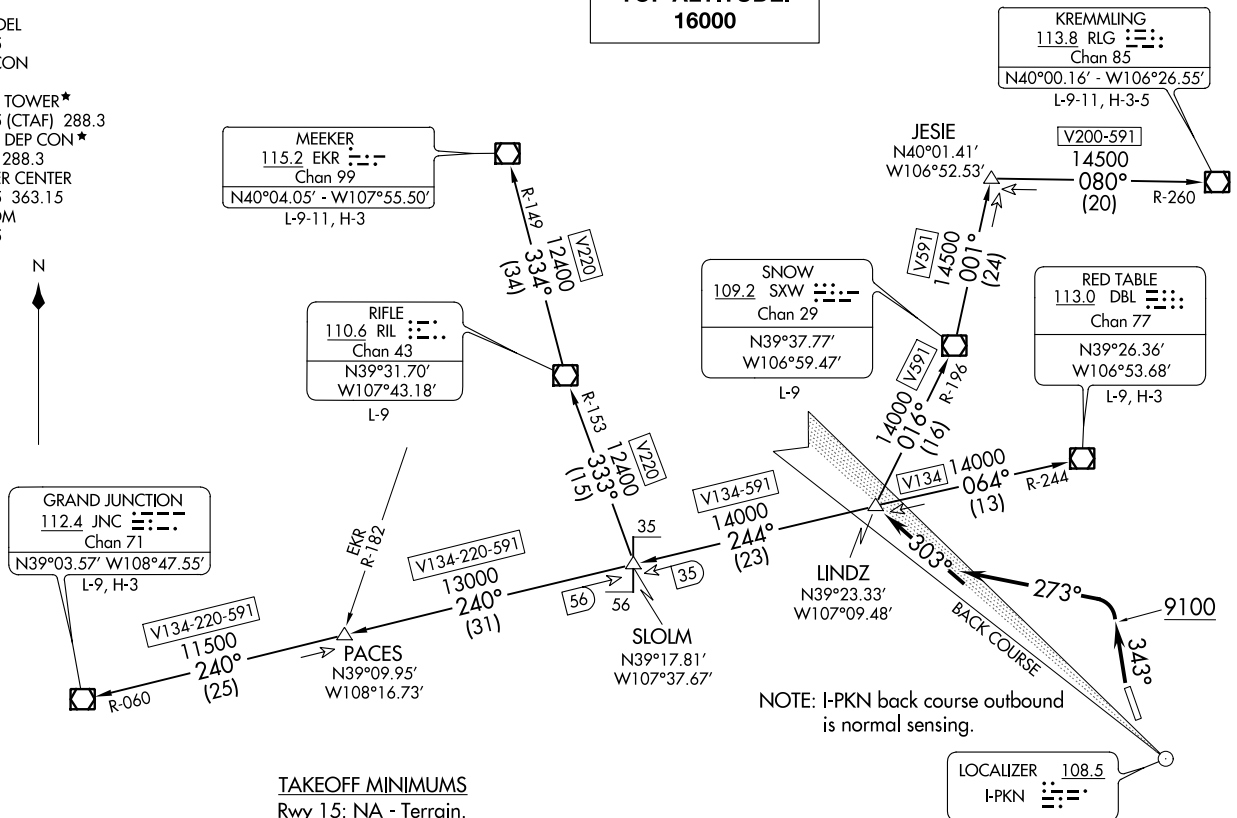 TOP ALTITUDE:
16000
TOWER★
(CTAF) 288.3
DEP CON★
288.3
CENTER
363.15
N
MEEKER
115.2 EKR
Chan 99
N40°04.05' - W107°55.50'
L-9-11, H-3
KREMMLING
113.8 RLG
Chan 85
N40°00.16' - W106°26.55'
L-9-11, H-3-5
JESIE
N40°01.41'
W106°52.53'
V200-591
14500
080°
(20)
R-260
R-149
V220
12400
334°
(34)
V591
14500
001°
(24)
SNOW
109.2 SXW
Chan 29
N39°37.77'
W106°59.47'
L-9
RED TABLE
113.0 DBL
Chan 77
N39°26.36'
W106°53.68'
L-9, H-3
RIFLE
110.6 RIL
Chan 43
N39°31.70'
W107°43.18'
L-9
R-153
V220
12400
333°
(15)
V591
14000
016°
(16)
R-196
V134
14000
064°
(13)
R-244
GRAND JUNCTION
112.4 JNC
Chan 71
N39°03.57' W108°47.55'
L-9, H-3
EKR
R-182
V134-591
14000
244°
(23)
35
35
56
56
V134-220-591
13000
240°
(31)
V134-220-591
11500
240°
(25)
R-060
PACES
N39°09.95'
W108°16.73'
SLOLM
N39°17.81'
W107°37.67'
LINDZ
N39°23.33'
W107°09.48'
303°
273°
9100
343°
BACK COURSE
NOTE: I-PKN back course outbound
is normal sensing.
LOCALIZER 108.5
I-PKN
TAKEOFF MINIMUMS
Rwy 15: NA - Terrain.